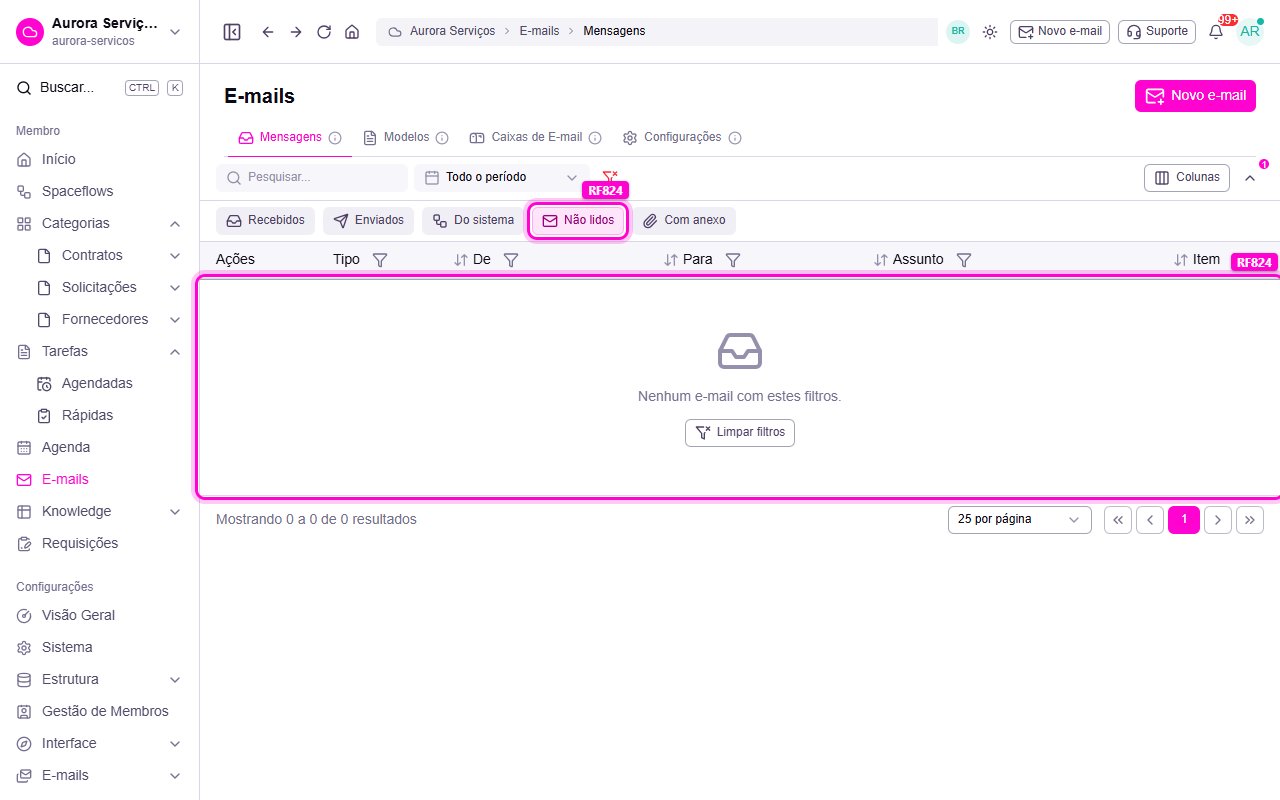 Aurora Serviç...
aurora-servicos
Aurora Serviços
E-mails
Mensagens
BR
Novo e-mail
Suporte
99+
AR
Buscar...
CTRL
K
Membro
Início
Spaceflows
Categorias
Contratos
Solicitações
Fornecedores
Tarefas
Agendadas
Rápidas
Agenda
E-mails
Knowledge
Requisições
Configurações
Visão Geral
Sistema
Estrutura
Gestão de Membros
Interface
E-mails
E-mails
Novo e-mail
Mensagens
Modelos
Caixas de E-mail
Configurações
Pesquisar...
Todo o período
Colunas
1
RF824
Recebidos
Enviados
Do sistema
Não lidos
Com anexo
Ações
Tipo
De
Para
Assunto
Item
RF824
Nenhum e-mail com estes filtros.
Limpar filtros
Mostrando 0 a 0 de 0 resultados
25 por página
1